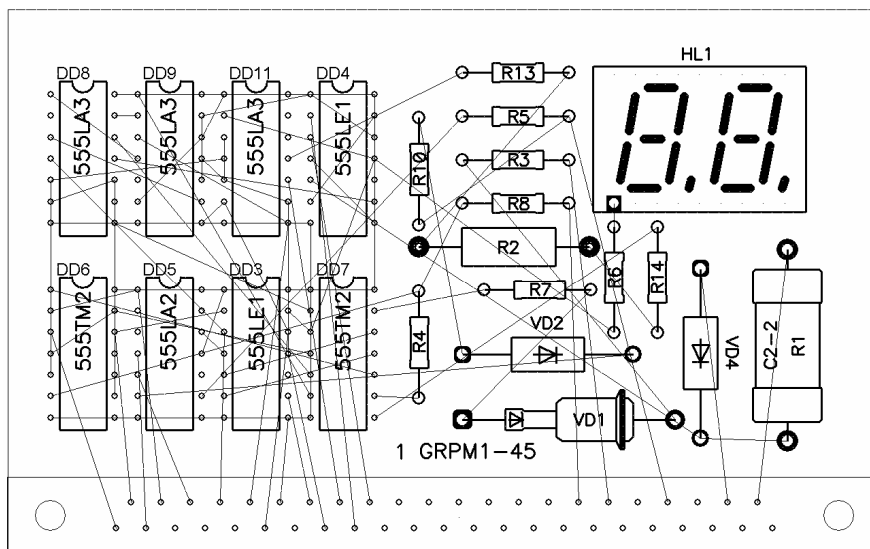 HL1
DD8 DD9 DD11 DD4
R13
555LA3 555LA3 555LA3 555LE1
R5
R10
R3
R8
R2
DD6 DD5 DD3 DD7
R6 R14
R7
555TM2 555LA2 555LE1 555TM2
R4
VD2
VD4
C2-2
R1
VD1
1 GRPM1-45